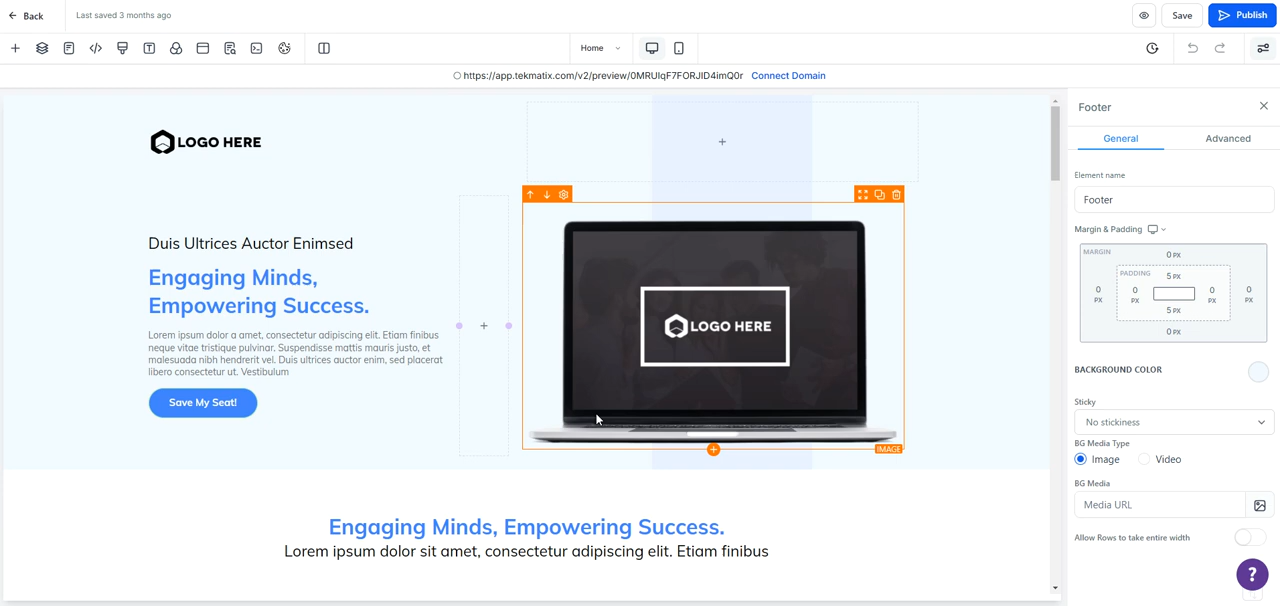 Back
Last saved 3 months ago
Save
Publish
Home
https://app.tekmatix.com/v2/preview/0MRUIqF7FORJID4imQ0r Connect Domain
LOGO HERE
Duis Ultrices Auctor Enimsed
Engaging Minds,
Empowering Success.
Lorem ipsum dolor a amet, consectetur adipiscing elit. Etiam finibus
neque vitae tristique pulvinar. Suspendisse mattis mauris justo, et
malesuada nibh hendrerit vel. Duis ultrices auctor enim, sed placerat
libero consectetur ut. Vestibulum
Save My Seat!
LOGO HERE
IMAGE
Engaging Minds, Empowering Success.
Lorem ipsum dolor sit amet, consectetur adipiscing elit. Etiam finibus
Footer
General
Advanced
Element name
Footer
Margin & Padding
MARGIN
0 PX
PADDING
5 PX
0 PX
0 PX
0 PX
0 PX
5 PX
0 PX
BACKGROUND COLOR
Sticky
No stickiness
BG Media Type
Image
Video
BG Media
Media URL
Allow Rows to take entire width
?